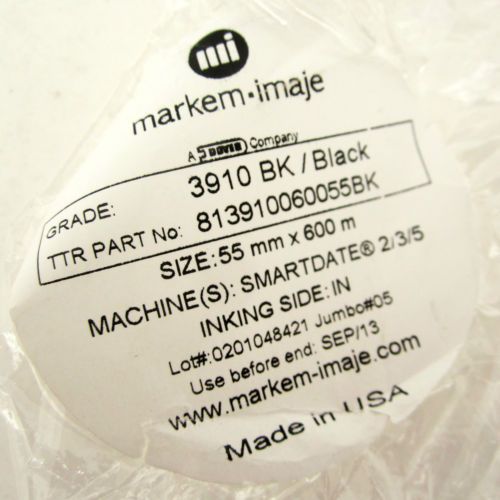 mi
markem·imaje
A DOVER Company
GRADE: 3910 BK / Black
TTR PART No: 813910060055BK
SIZE: 55 mm x 600 m
MACHINE(S): SMARTDATE® 2/3/5
INKING SIDE: IN
Lot#:0201048421 Jumbo#05
Use before end: SEP/13
www.markem-imaje.com
Made in USA